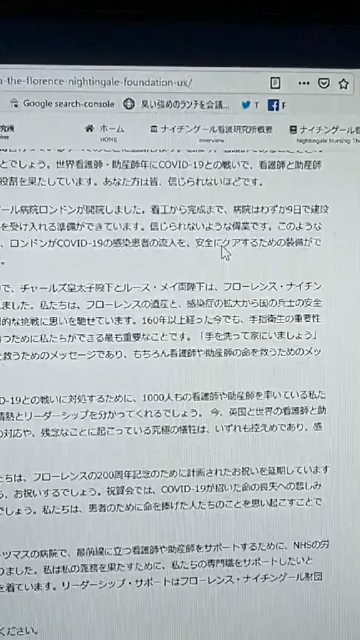 -the-florence-nightingale-foundation-uk/
Google search-console 臭い強めのランチを会議... T F
究所 ホーム ナイチンゲール看護研究所概要 ナイチンゲール看
HOME overview Nightingale Nursing The
とでしょう。世界看護師・助産師年にCOVID-19との戦いで、看護師と助産師
役割を果たしています。あなた方は皆、信じられないほどです。
ール病院ロンドンが開院しました。着工から完成まで、病院はわずか9日で建設
を受け入れる準備ができています。信じられないような偉業です。このような
、ロンドンがCOVID-19の感染患者の流入を、安全にケアするための装備がで
。
で、チャールズ皇太子殿下とルース・メイ両陛下は、フローレンス・ナイチン
ました。私たちは、フローレンスの遺産と、感染症の拡大から国の兵士の安全
的な挑戦に思いを馳せています。160年以上経った今でも、手指衛生の重要性
つために私たちができる最も重要なことです。「手を洗って家にいましょう」
救うためのメッセージであり、もちろん看護師や助産師の命を救うためのメッ
D-19との戦いに対処するために、1000人もの看護師や助産師を率いている私た
情熱とリーダーシップを分かってくれるでしょう。 今、英国と世界の看護師と助
の対応や、残念なことに起こっている究極の犠牲は、いずれも控えめであり、感
たちは、フローレンスの200周年記念のために計画されたお祝いを延期しています
ら、お祝いするでしょう。祝賀会では、COVID-19が招いた命の喪失への悲しみ
でしょう。私たちは、患者のために命を捧げた人たちのことを思い起こすことで
トマスの病院で、最前線に立つ看護師や助産師をサポートするために、NHSの労
りました。私は私の義務を果たすために、私たちの専門職をサポートしたいと
を着ています。リーダーシップ・サポートはフローレンス・ナイチンゲール財団
ください。